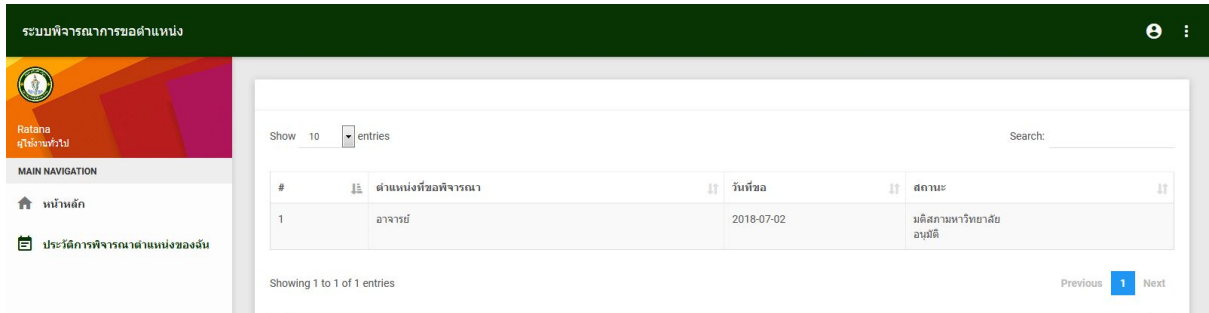 ระบบพิจารณาการขอตำแหน่ง
Ratana
ผู้ใช้งานทั่วไป
MAIN NAVIGATION
หน้าหลัก
ประวัติการพิจารณาตำแหน่งของฉัน
Show 10 entries
Search:
# ตำแหน่งที่ขอพิจารณา วันที่ขอ สถานะ
1 อาจารย์ 2018-07-02 มติสภามหาวิทยาลัย
อนุมัติ
Showing 1 to 1 of 1 entries
Previous 1 Next